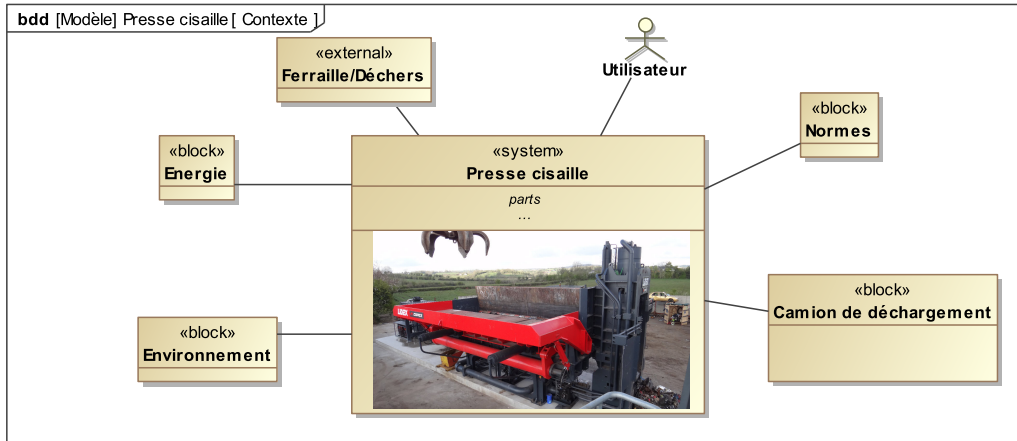 bdd [Modèle] Presse cisaille [ Contexte ]
«external»
Ferraille/Déchers
Utilisateur
«block»
Normes
«block»
Energie
«system»
Presse cisaille
parts
...
«block»
Environnement
«block»
Camion de déchargement